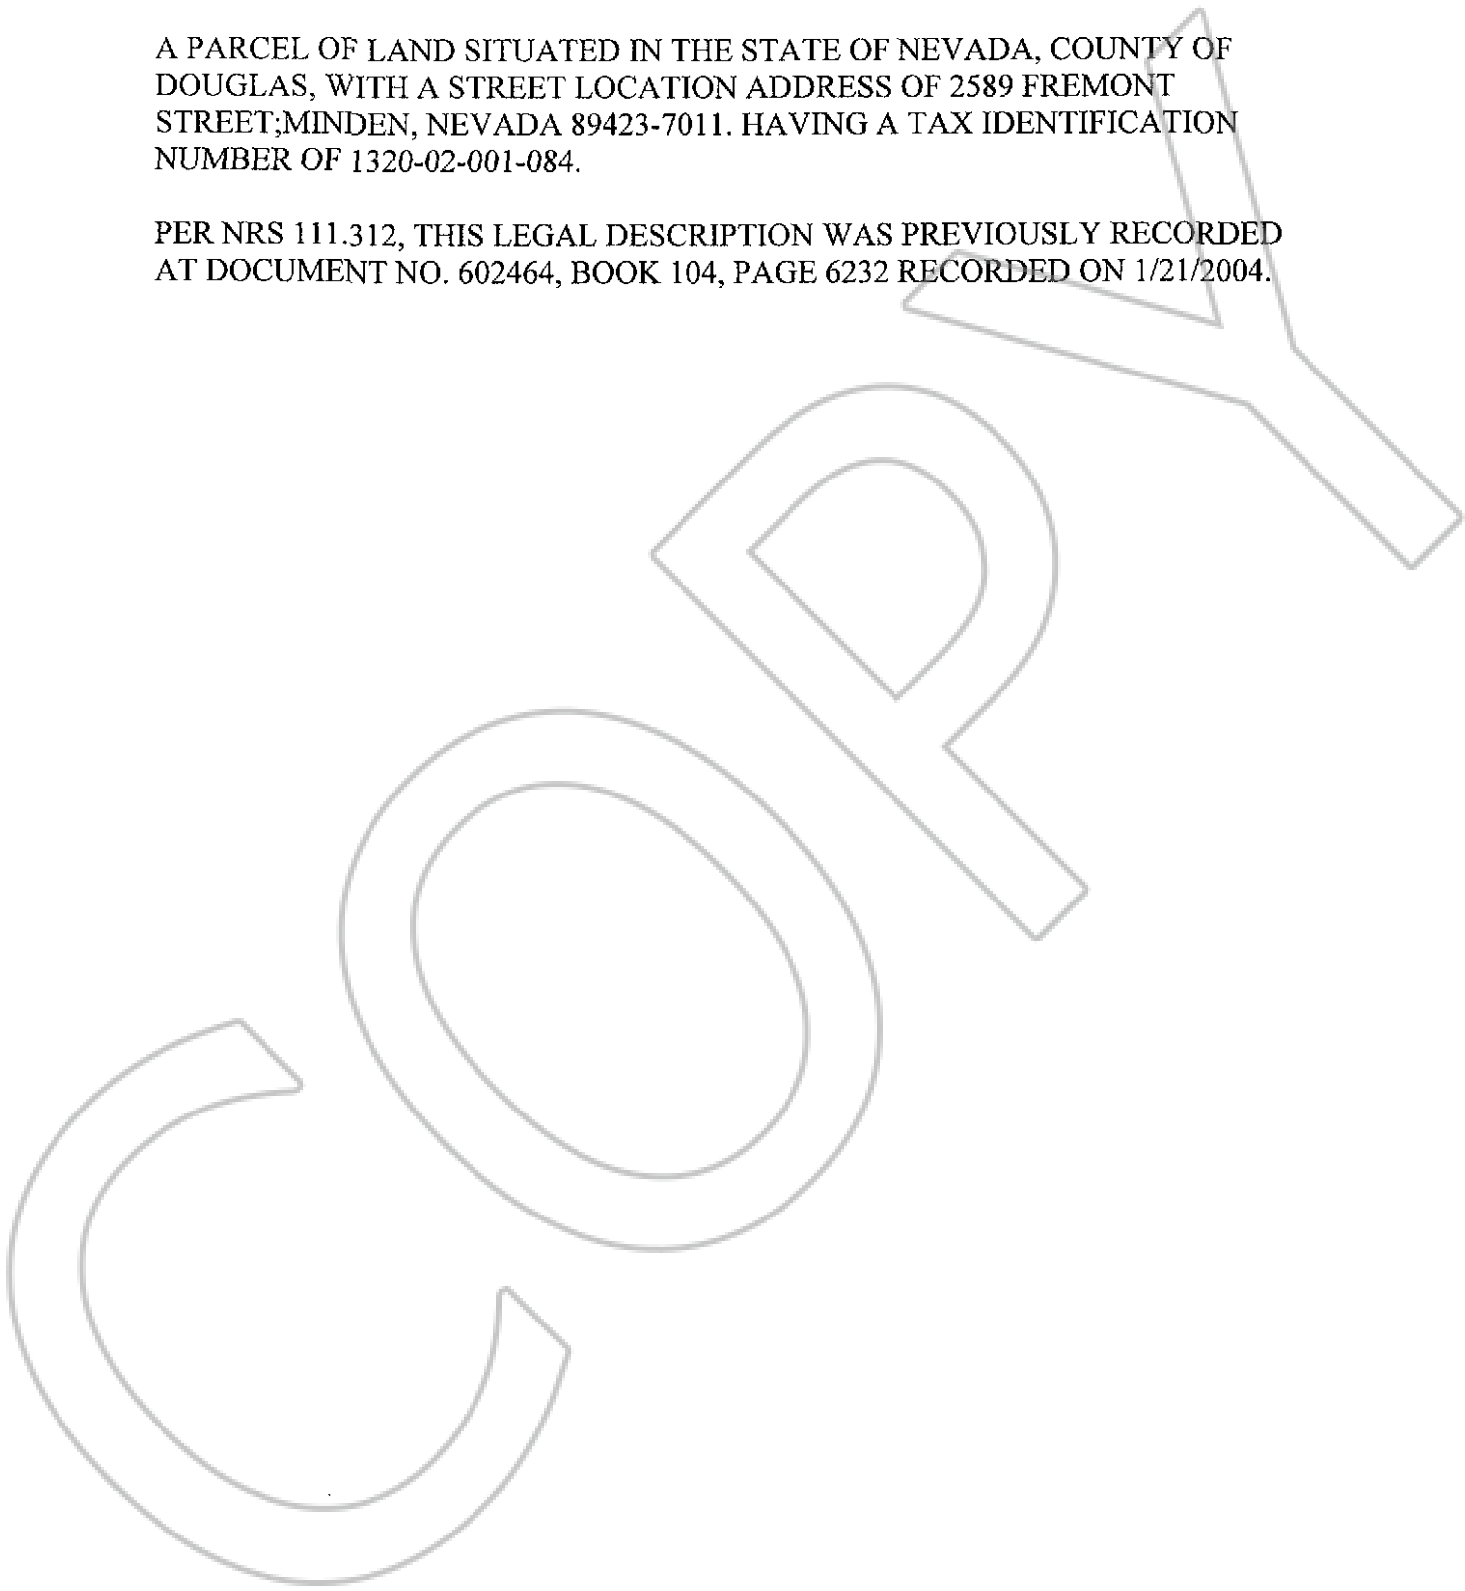 A PARCEL OF LAND SITUATED IN THE STATE OF NEVADA, COUNTY OF
DOUGLAS, WITH A STREET LOCATION ADDRESS OF 2589 FREMONT
STREET;MINDEN, NEVADA 89423-7011. HAVING A TAX IDENTIFICATION
NUMBER OF 1320-02-001-084.
PER NRS 111.312, THIS LEGAL DESCRIPTION WAS PREVIOUSLY RECORDED
AT DOCUMENT NO. 602464, BOOK 104, PAGE 6232 RECORDED ON 1/21/2004.
COPY